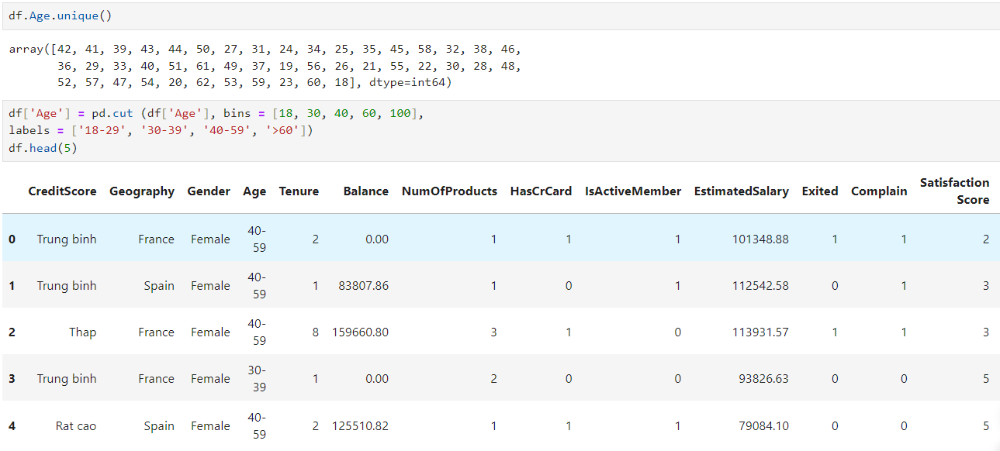 df.Age.unique()
array([42, 41, 39, 43, 44, 50, 27, 31, 24, 34, 25, 35, 45, 58, 32, 38, 46,
36, 29, 33, 40, 51, 61, 49, 37, 19, 56, 26, 21, 55, 22, 30, 28, 48,
52, 57, 47, 54, 20, 62, 53, 59, 23, 60, 18], dtype=int64)
df['Age'] = pd.cut (df['Age'], bins = [18, 30, 40, 60, 100],
labels = ['18-29', '30-39', '40-59', '>60'])
df.head(5)
CreditScore Geography Gender Age Tenure Balance NumOfProducts HasCrCard IsActiveMember EstimatedSalary Exited Complain Satisfaction Score
0 Trung binh France Female 40-59 2 0.00 1 1 1 101348.88 1 1 2
1 Trung binh Spain Female 40-59 1 83807.86 1 0 1 112542.58 0 1 3
2 Thap France Female 40-59 8 159660.80 3 1 0 113931.57 1 1 3
3 Trung binh France Female 30-39 1 0.00 2 0 0 93826.63 0 0 5
4 Rat cao Spain Female 40-59 2 125510.82 1 1 1 79084.10 0 0 5